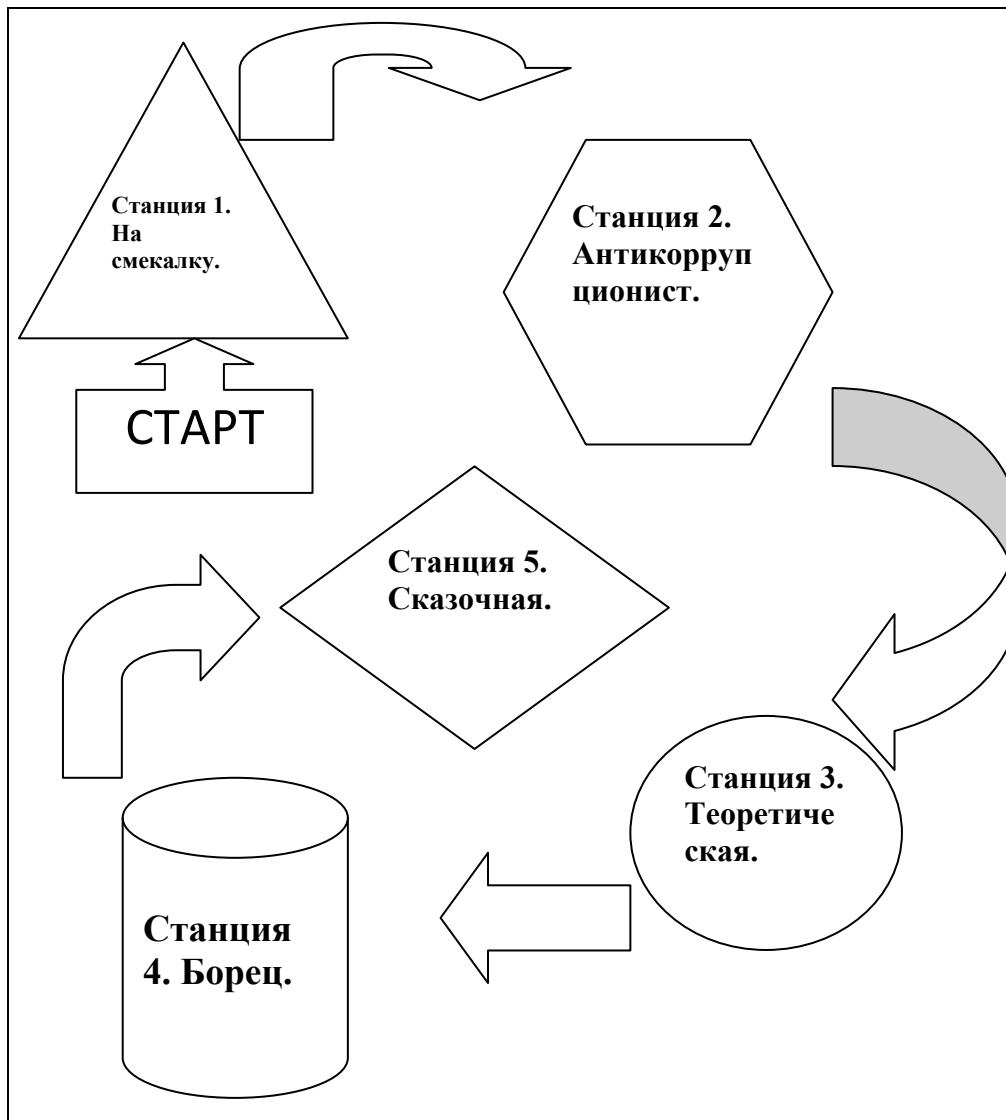 Станция 1.
На
смекалку.
Станция 2.
Антикорруп
ционист.
СТАРТ
Станция 5.
Сказочная.
Станция 3.
Теоретиче
ская.
Станция
4. Борец.